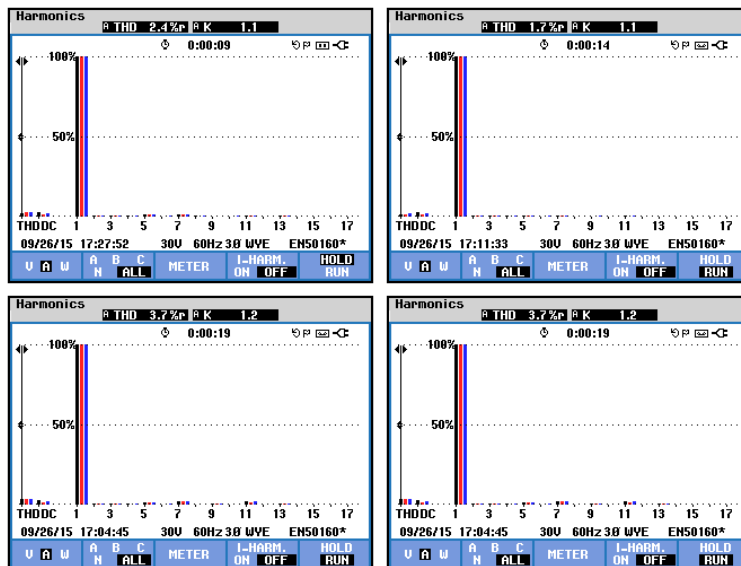 Harmonics
A THD 2.4%r A K 1.1
0:00:09
100%
50%
THDDC 1 3 5 7 9 11 13 15 17
09/26/15 17:27:52 30V 60Hz 3Ø WYE EN50160*
V A W A B C N ALL METER I-HARM. ON OFF HOLD RUN
Harmonics
A THD 1.7%r A K 1.1
0:00:14
100%
50%
THDDC 1 3 5 7 9 11 13 15 17
09/26/15 17:11:33 30V 60Hz 3Ø WYE EN50160*
V A W A B C N ALL METER I-HARM. ON OFF HOLD RUN
Harmonics
A THD 3.7%r A K 1.2
0:00:19
100%
50%
THDDC 1 3 5 7 9 11 13 15 17
09/26/15 17:04:45 30V 60Hz 3Ø WYE EN50160*
V A W A B C N ALL METER I-HARM. ON OFF HOLD RUN
Harmonics
A THD 3.7%r A K 1.2
0:00:19
100%
50%
THDDC 1 3 5 7 9 11 13 15 17
09/26/15 17:04:45 30V 60Hz 3Ø WYE EN50160*
V A W A B C N ALL METER I-HARM. ON OFF HOLD RUN